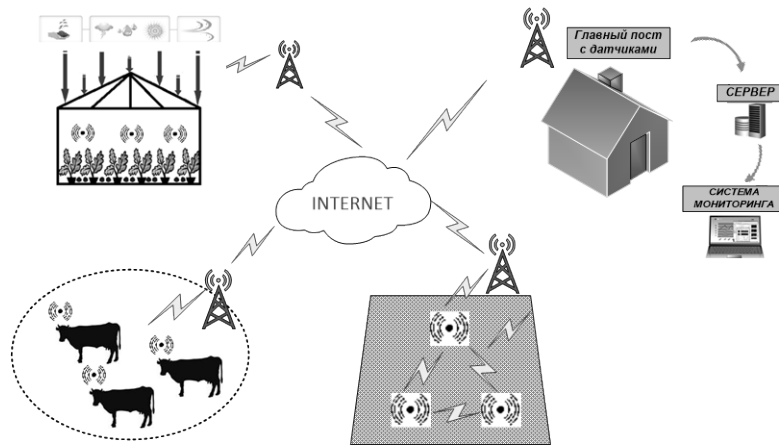 Главный пост
с датчиками
СЕРВЕР
INTERNET
СИСТЕМА
МОНИТОРИНГА